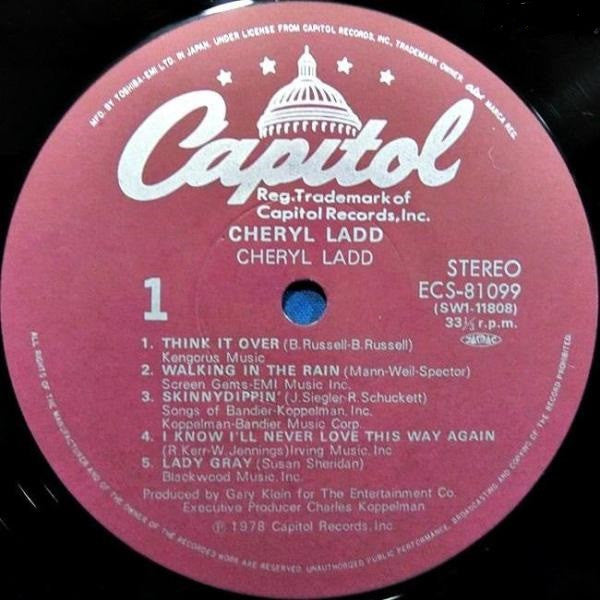 MFD. BY TOSHIBA-EMI LTD. IN JAPAN. UNDER LICENSE FROM CAPITOL RECORDS, INC., TRADEMARK OWNER. MARCA REG.
Capitol
Reg. Trademark of
Capitol Records, Inc.
CHERYL LADD
CHERYL LADD
STEREO
ECS-81099
(SW1-11808)
33⅓ r.p.m.
JASRAC
1
1. THINK IT OVER (B.Russell-B.Russell)
Kengorus Music
2. WALKING IN THE RAIN (Mann-Weil-Spector)
Screen Gems-EMI Music Inc.
3. SKINNYDIPPIN' (J.Siegler-R.Schuckett)
Songs of Bandier-Koppelman, Inc.
Koppelman-Bandier Music Corp.
4. I KNOW I'LL NEVER LOVE THIS WAY AGAIN
(R.Kerr-W.Jennings)Irving Music, Inc
5. LADY GRAY (Susan Sheridan)
Blackwood Music, Inc.
Produced by Gary Klein for The Entertainment Co.
Executive Producer Charles Koppelman
Ⓟ 1978 Capitol Records, Inc.
ALL RIGHTS OF THE MANUFACTURER AND OF THE OWNER OF THE RECORDED WORK ARE RESERVED. UNAUTHORIZED PUBLIC PERFORMANCE, BROADCASTING AND COPYING OF THE RECORD PROHIBITED.